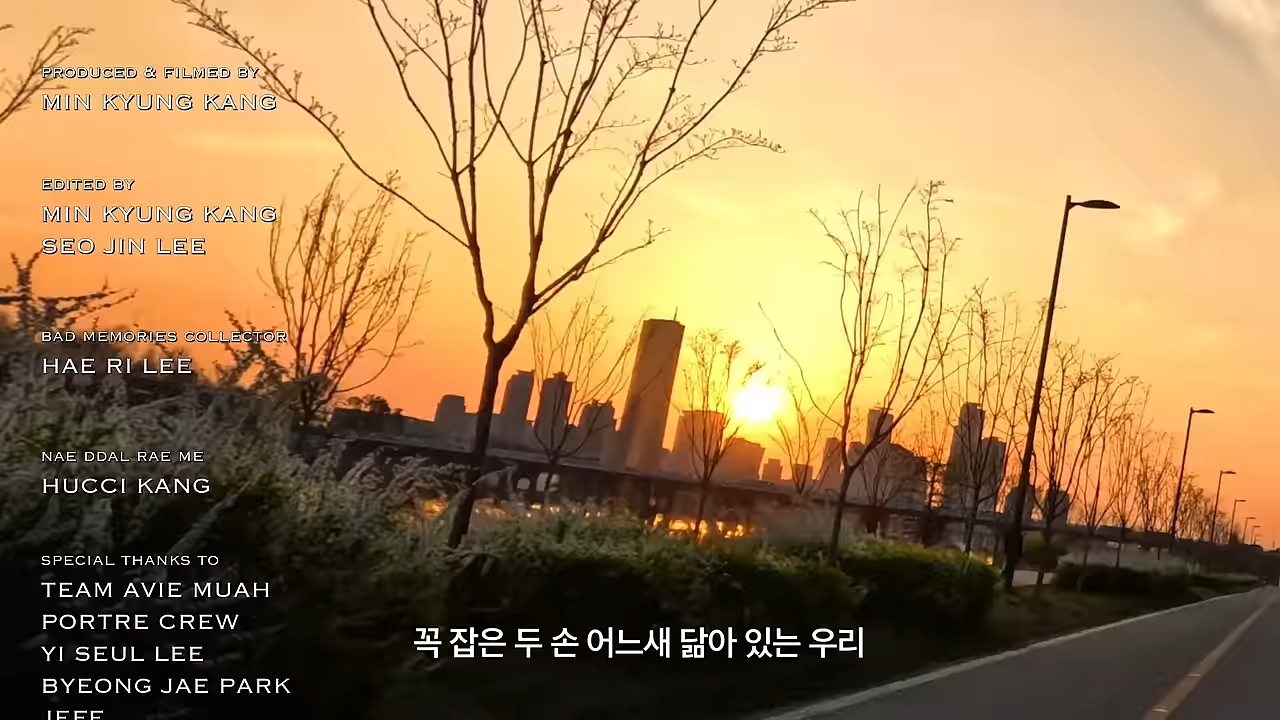 PRODUCED & FILMED BY
MIN KYUNG KANG
EDITED BY
MIN KYUNG KANG
SEO JIN LEE
BAD MEMORIES COLLECTOR
HAE RI LEE
NAE DDAL RAE ME
HUCCI KANG
SPECIAL THANKS TO
TEAM AVIE MUAH
PORTRE CREW
YI SEUL LEE
BYEONG JAE PARK
꼭 잡은 두 손 어느새 닮아 있는 우리